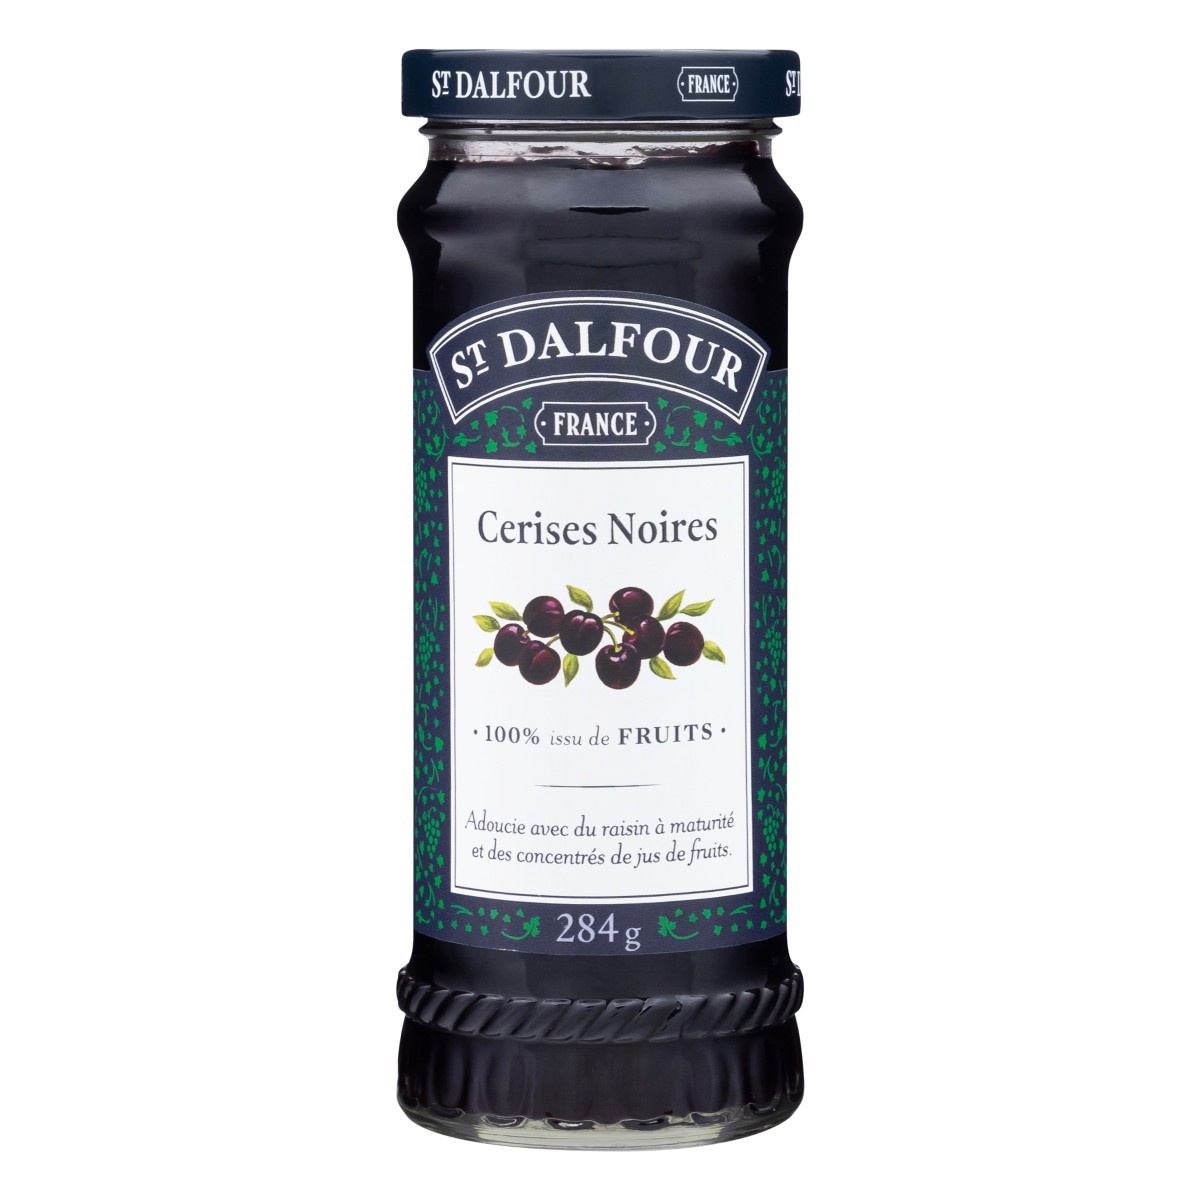 ST DALFOUR
FRANCE
ST DALFOUR
· FRANCE ·
Cerises Noires
· 100% issu de FRUITS ·
Adoucie avec du raisin à maturité
et des concentrés de jus de fruits.
284 g